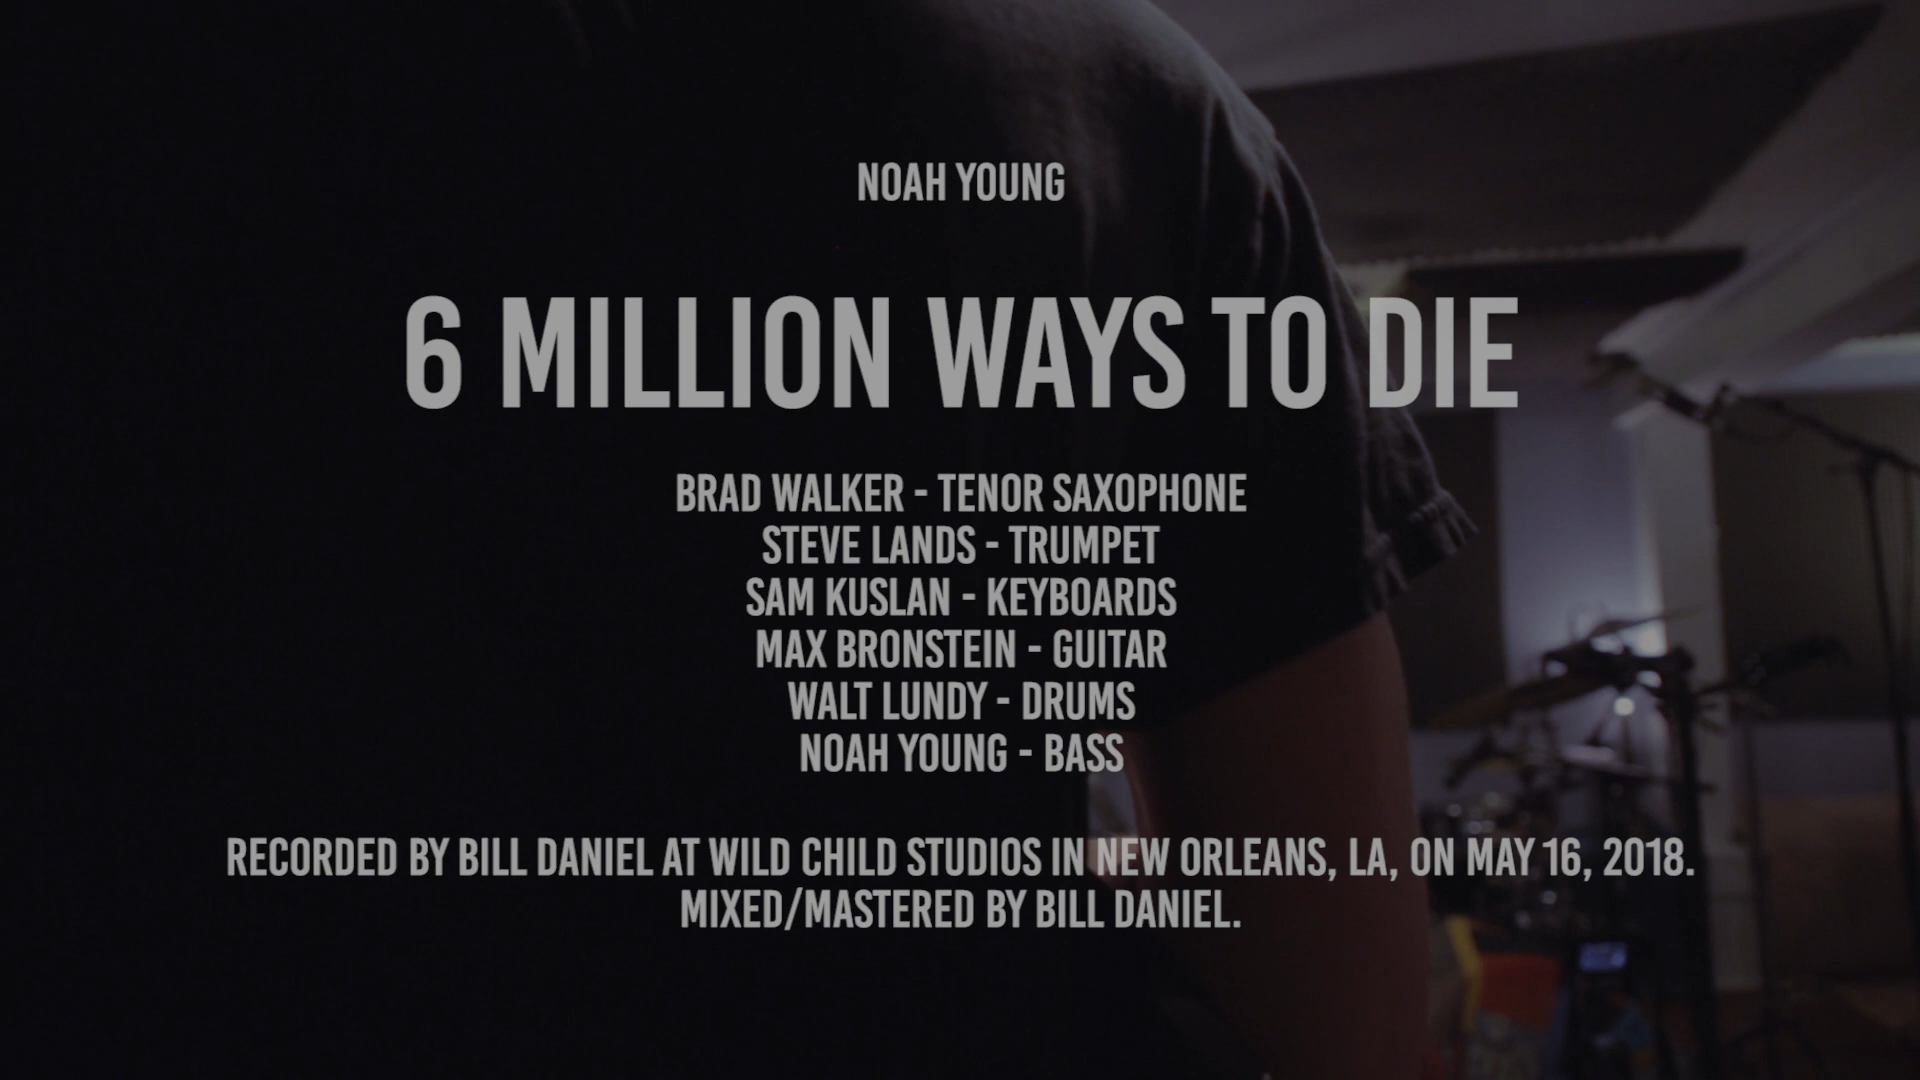 NOAH YOUNG
6 MILLION WAYS TO DIE
BRAD WALKER - TENOR SAXOPHONE
STEVE LANDS - TRUMPET
SAM KUSLAN - KEYBOARDS
MAX BRONSTEIN - GUITAR
WALT LUNDY - DRUMS
NOAH YOUNG - BASS
RECORDED BY BILL DANIEL AT WILD CHILD STUDIOS IN NEW ORLEANS, LA, ON MAY 16, 2018.
MIXED/MASTERED BY BILL DANIEL.